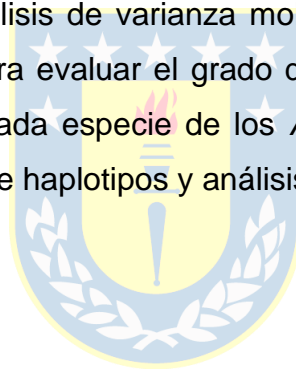 álisis de varianza mo
ra evaluar el grado d
ada especie de los
e haplotipos y análisis